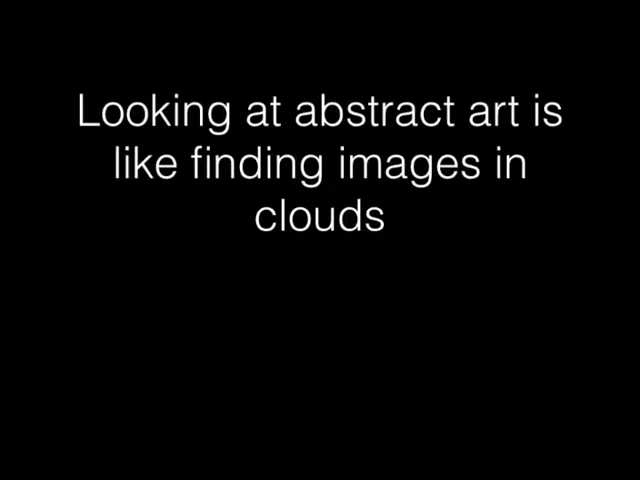 Looking at abstract art is
like finding images in
clouds